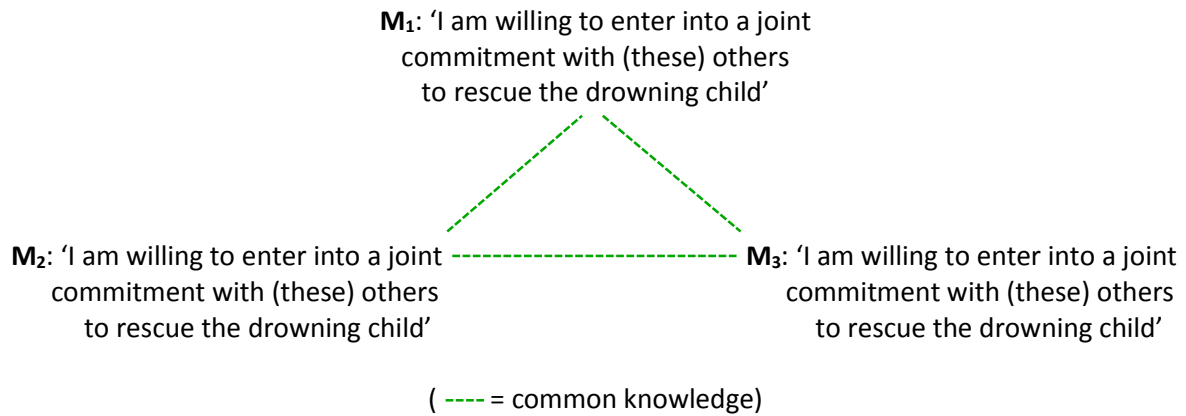 M₁: ‘I am willing to enter into a joint
commitment with (these) others
to rescue the drowning child’
M₂: ‘I am willing to enter into a joint
commitment with (these) others
to rescue the drowning child’
M₃: ‘I am willing to enter into a joint
commitment with (these) others
to rescue the drowning child’
( ---- = common knowledge)